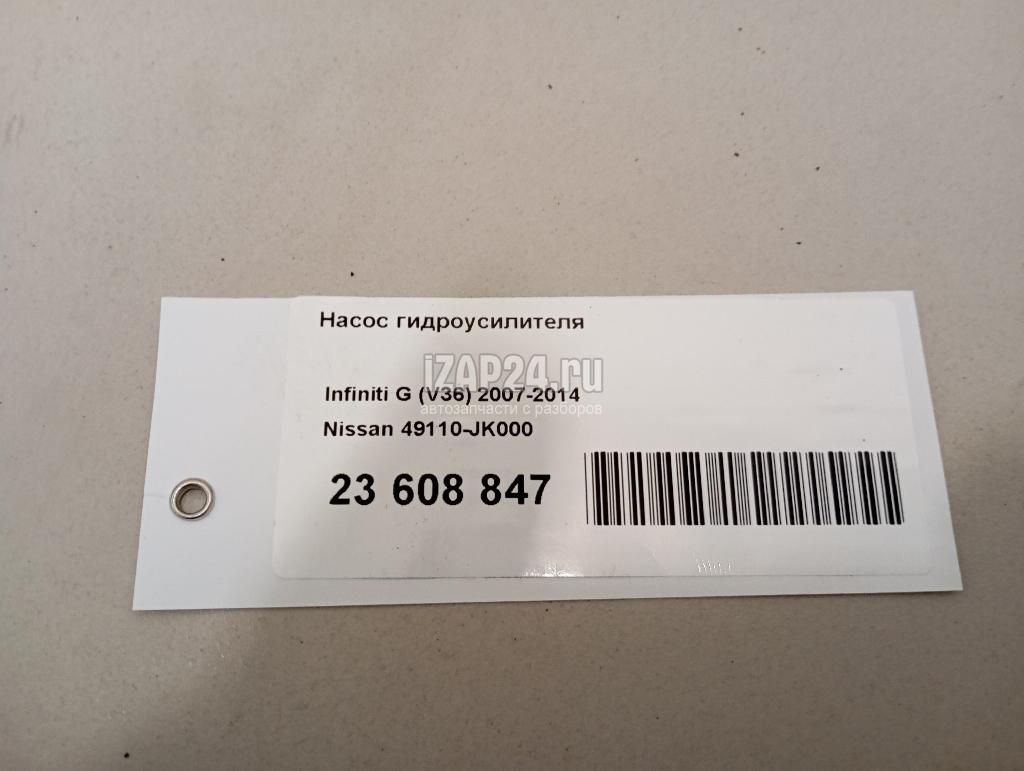 Насос гидроусилителя
iZAP24.ru
Infiniti G (V36) 2007-2014
автозапчасти с разборов
Nissan 49110-JK000
23 608 847